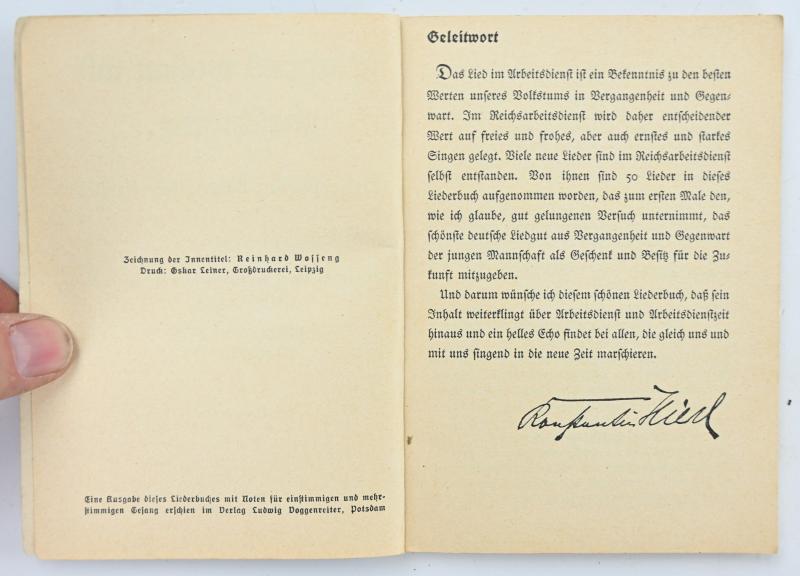 Zeichnung der Innentitel: Reinhard Wosseng
Druck: Oskar Leiner, Großdruckerei, Leipzig
Eine Ausgabe dieses Liederbuches mit Noten für einstimmigen und mehr-
stimmigen Gesang erschien im Verlag Ludwig Voggenreiter, Potsdam
Geleitwort
Das Lied im Arbeitsdienst ist ein Bekenntnis zu den besten
Werten unseres Volkstums in Vergangenheit und Gegen-
wart. Im Reichsarbeitsdienst wird daher entscheidender
Wert auf freies und frohes, aber auch ernstes und starkes
Singen gelegt. Viele neue Lieder sind im Reichsarbeitsdienst
selbst entstanden. Von ihnen sind 50 Lieder in dieses
Liederbuch aufgenommen worden, das zum ersten Male den,
wie ich glaube, gut gelungenen Versuch unternimmt, das
schönste deutsche Liedgut aus Vergangenheit und Gegenwart
der jungen Mannschaft als Geschenk und Besitz für die Zu-
kunft mitzugeben.
Und darum wünsche ich diesem schönen Liederbuch, daß sein
Inhalt weiterklingt über Arbeitsdienst und Arbeitsdienstzeit
hinaus und ein helles Echo findet bei allen, die gleich uns und
mit uns singend in die neue Zeit marschieren.
Konstantin Hierl